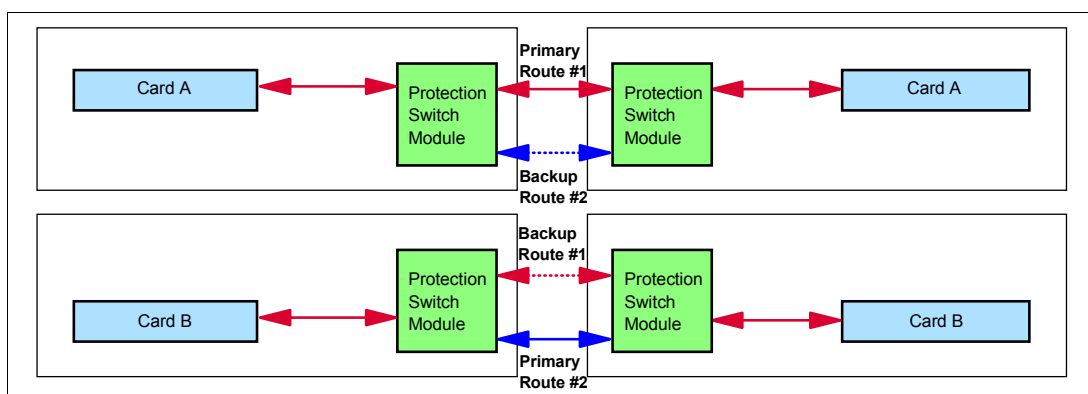 Primary
Route #1
Card A
Protection
Switch
Module
Protection
Switch
Module
Card A
Backup
Route #2
Backup
Route #1
Card B
Protection
Switch
Module
Protection
Switch
Module
Card B
Primary
Route #2